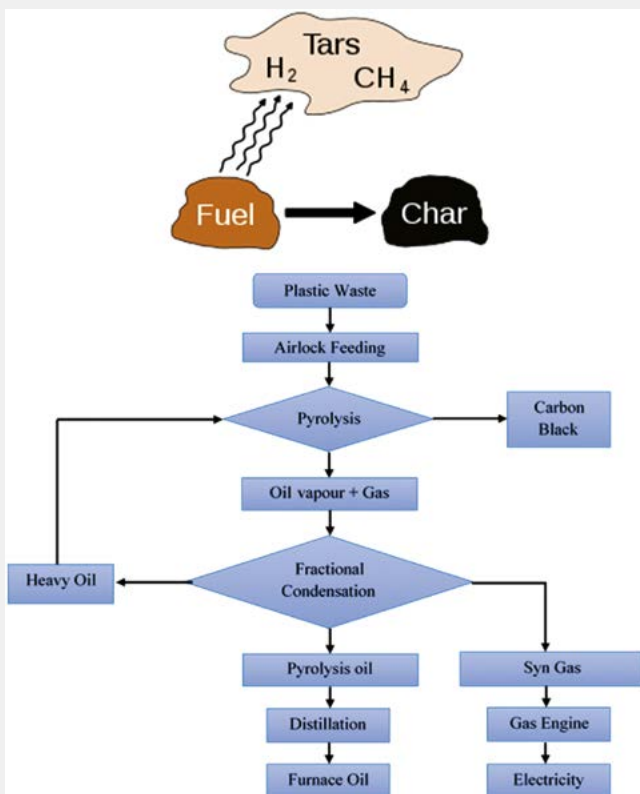 Tars
H2 CH4
Fuel
Char
Plastic Waste
Airlock Feeding
Pyrolysis
Carbon
Black
Oil vapour + Gas
Heavy Oil
Fractional
Condensation
Pyrolysis oil
Syn Gas
Distillation
Gas Engine
Furnace Oil
Electricity